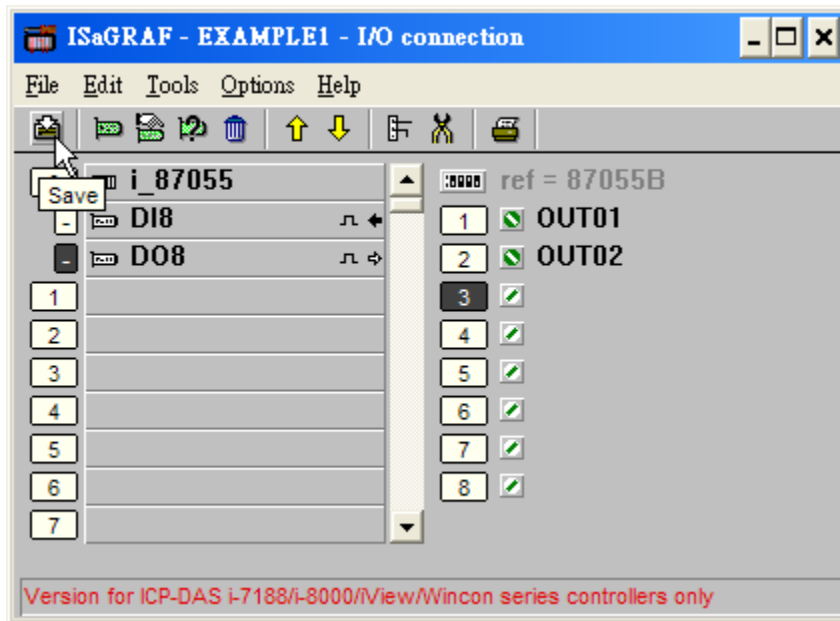 ISaGRAF - EXAMPLE1 - I/O connection
File Edit Tools Options Help
Save
i_87055
DI8
DO8
1
2
3
4
5
6
7
ref = 87055B
1 OUT01
2 OUT02
3
4
5
6
7
8
Version for ICP-DAS i-7188/i-8000/iView/Wincon series controllers only